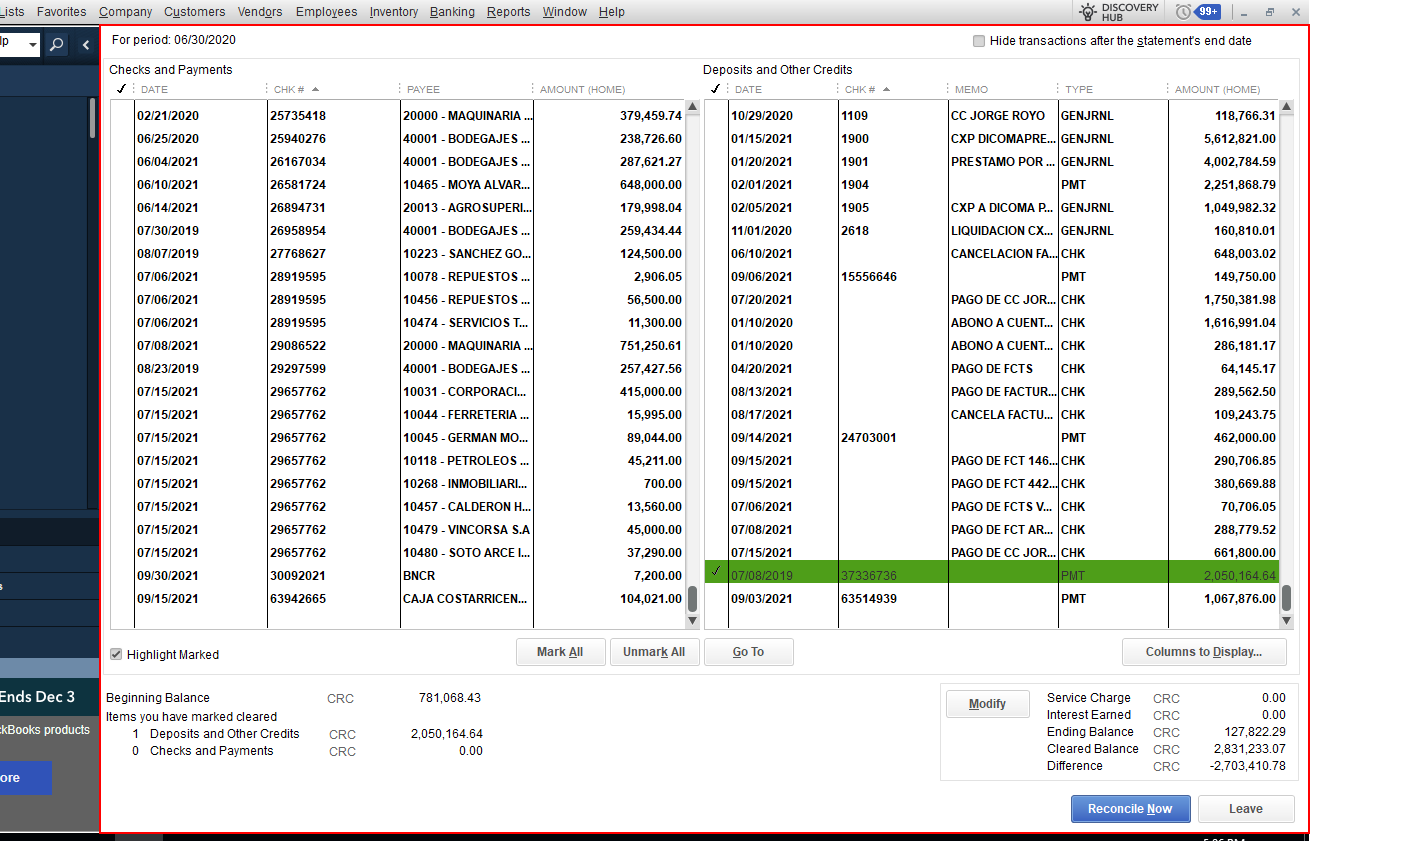 Lists Favorites Company Customers Vendors Employees Inventory Banking Reports Window Help
DISCOVERY HUB 99+
lp
For period: 06/30/2020
Hide transactions after the statement's end date
Checks and Payments
✓ DATE CHK # PAYEE AMOUNT (HOME)
02/21/2020 25735418 20000 - MAQUINARIA ... 379,459.74
06/25/2020 25940276 40001 - BODEGAJES ... 238,726.60
06/04/2021 26167034 40001 - BODEGAJES ... 287,621.27
06/10/2021 26581724 10465 - MOYA ALVAR... 648,000.00
06/14/2021 26894731 20013 - AGROSUPERI... 179,998.04
07/30/2019 26958954 40001 - BODEGAJES ... 259,434.44
08/07/2019 27768627 10223 - SANCHEZ GO... 124,500.00
07/06/2021 28919595 10078 - REPUESTOS ... 2,906.05
07/06/2021 28919595 10456 - REPUESTOS ... 56,500.00
07/06/2021 28919595 10474 - SERVICIOS T... 11,300.00
07/08/2021 29086522 20000 - MAQUINARIA ... 751,250.61
08/23/2019 29297599 40001 - BODEGAJES ... 257,427.56
07/15/2021 29657762 10031 - CORPORACI... 415,000.00
07/15/2021 29657762 10044 - FERRETERIA ... 15,995.00
07/15/2021 29657762 10045 - GERMAN MO... 89,044.00
07/15/2021 29657762 10118 - PETROLEOS ... 45,211.00
07/15/2021 29657762 10268 - INMOBILIARI... 700.00
07/15/2021 29657762 10457 - CALDERON H... 13,560.00
07/15/2021 29657762 10479 - VINCORSA S.A 45,000.00
07/15/2021 29657762 10480 - SOTO ARCE I... 37,290.00
09/30/2021 30092021 BNCR 7,200.00
09/15/2021 63942665 CAJA COSTARRICEN... 104,021.00
Deposits and Other Credits
✓ DATE CHK # MEMO TYPE AMOUNT (HOME)
10/29/2020 1109 CC JORGE ROYO GENJRNL 118,766.31
01/15/2021 1900 CXP DICOMAPRE... GENJRNL 5,612,821.00
01/20/2021 1901 PRESTAMO POR ... GENJRNL 4,002,784.59
02/01/2021 1904 PMT 2,251,868.79
02/05/2021 1905 CXP A DICOMA P... GENJRNL 1,049,982.32
11/01/2020 2618 LIQUIDACION CX... GENJRNL 160,810.01
06/10/2021 CANCELACION FA... CHK 648,003.02
09/06/2021 15556646 PMT 149,750.00
07/20/2021 PAGO DE CC JOR... CHK 1,750,381.98
01/10/2020 ABONO A CUENT... CHK 1,616,991.04
01/10/2020 ABONO A CUENT... CHK 286,181.17
04/20/2021 PAGO DE FCTS CHK 64,145.17
08/13/2021 PAGO DE FACTUR... CHK 289,562.50
08/17/2021 CANCELA FACTU... CHK 109,243.75
09/14/2021 24703001 PMT 462,000.00
09/15/2021 PAGO DE FCT 146... CHK 290,706.85
09/15/2021 PAGO DE FCT 442... CHK 380,669.88
07/06/2021 PAGO DE FCTS V... CHK 70,706.05
07/08/2021 PAGO DE FCT AR... CHK 288,779.52
07/15/2021 PAGO DE CC JOR... CHK 661,800.00
✓ 07/08/2019 37336736 PMT 2,050,164.64
09/03/2021 63514939 PMT 1,067,876.00
Highlight Marked
Mark All Unmark All Go To Columns to Display...
Ends Dec 3
ckBooks products
ore
Beginning Balance CRC 781,068.43
Items you have marked cleared
1 Deposits and Other Credits CRC 2,050,164.64
0 Checks and Payments CRC 0.00
Modify
Service Charge CRC 0.00
Interest Earned CRC 0.00
Ending Balance CRC 127,822.29
Cleared Balance CRC 2,831,233.07
Difference CRC -2,703,410.78
Reconcile Now Leave